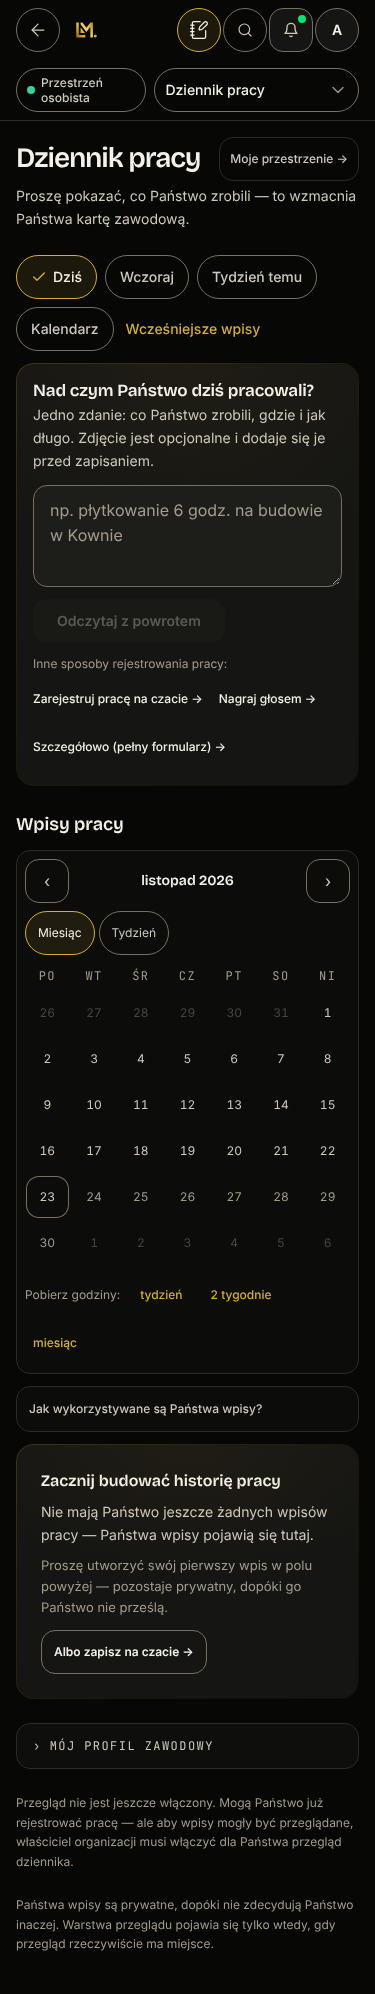 LM.
A
Przestrzeń
osobista
Dziennik pracy
Dziennik pracy
Moje przestrzenie →
Proszę pokazać, co Państwo zrobili — to wzmacnia
Państwa kartę zawodową.
Dziś
Wczoraj
Tydzień temu
Kalendarz
Wcześniejsze wpisy
Nad czym Państwo dziś pracowali?
Jedno zdanie: co Państwo zrobili, gdzie i jak
długo. Zdjęcie jest opcjonalne i dodaje się je
przed zapisaniem.
np. płytkowanie 6 godz. na budowie
w Kownie
Odczytaj z powrotem
Inne sposoby rejestrowania pracy:
Zarejestruj pracę na czacie → Nagraj głosem →
Szczegółowo (pełny formularz) →
Wpisy pracy
‹ listopad 2026 ›
Miesiąc Tydzień
PO WT ŚR CZ PT SO NI
26 27 28 29 30 31 1
2 3 4 5 6 7 8
9 10 11 12 13 14 15
16 17 18 19 20 21 22
23 24 25 26 27 28 29
30 1 2 3 4 5 6
Pobierz godziny: tydzień 2 tygodnie
miesiąc
Jak wykorzystywane są Państwa wpisy?
Zacznij budować historię pracy
Nie mają Państwo jeszcze żadnych wpisów
pracy — Państwa wpisy pojawią się tutaj.
Proszę utworzyć swój pierwszy wpis w polu
powyżej — pozostaje prywatny, dopóki go
Państwo nie prześlą.
Albo zapisz na czacie →
› MÓJ PROFIL ZAWODOWY
Przegląd nie jest jeszcze włączony. Mogą Państwo już
rejestrować pracę — ale aby wpisy mogły być przeglądane,
właściciel organizacji musi włączyć dla Państwa przegląd
dziennika.
Państwa wpisy są prywatne, dopóki nie zdecydują Państwo
inaczej. Warstwa przeglądu pojawia się tylko wtedy, gdy
przegląd rzeczywiście ma miejsce.